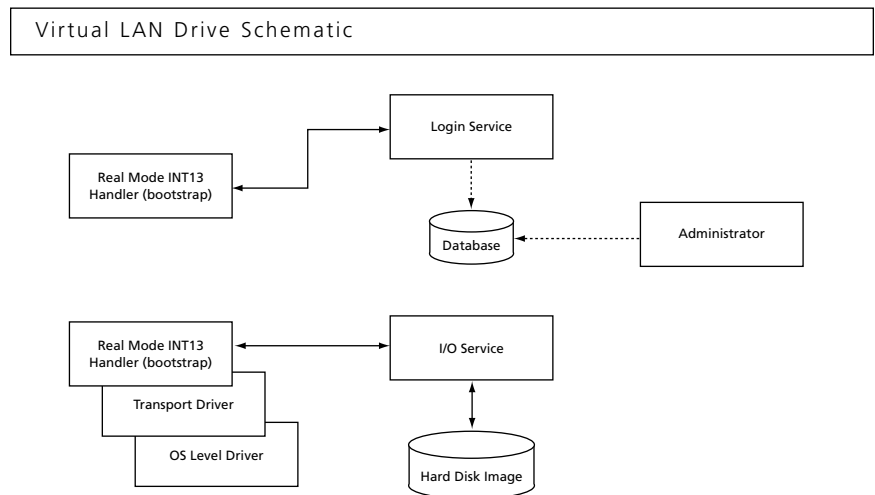 Virtual LAN Drive Schematic
Login Service
Real Mode INT13
Handler (bootstrap)
Database
Administrator
Real Mode INT13
Handler (bootstrap)
I/O Service
Transport Driver
OS Level Driver
Hard Disk Image